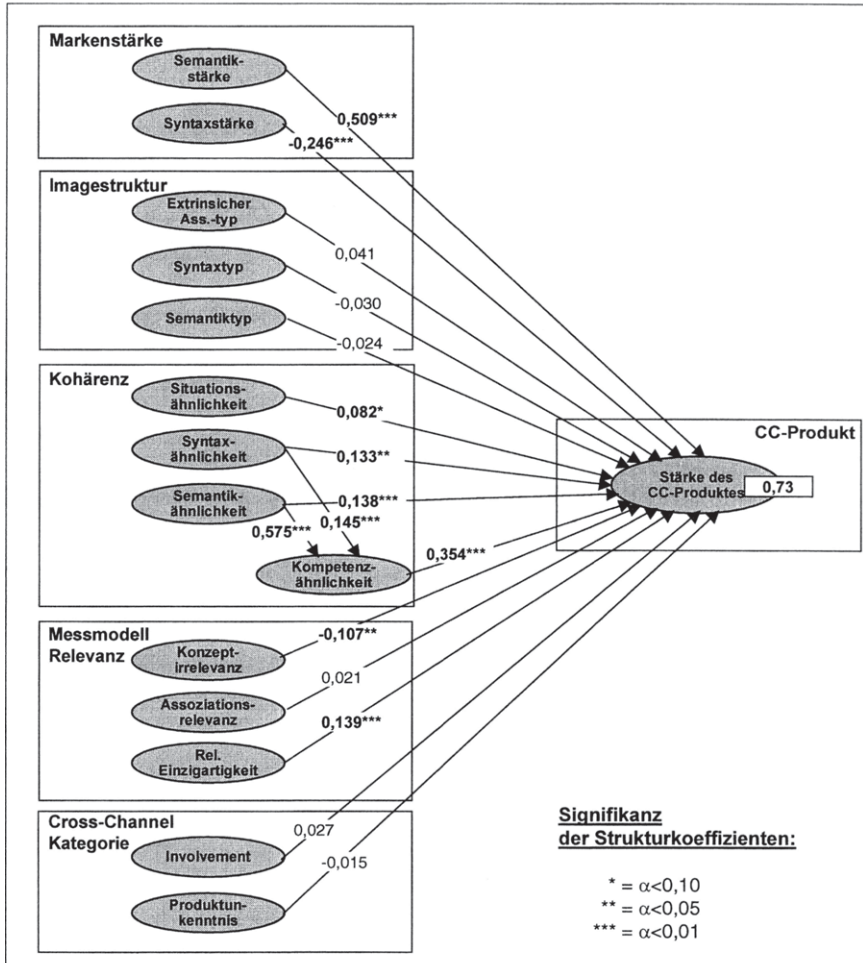 Markenstärke
Semantik-
stärke
0,509***
Syntaxstärke
-0,246***
Imagestruktur
Extrinsicher
Ass.-typ
0,041
Syntaxtyp
-0,030
Semantiktyp
-0,024
Kohärenz
Situations-
ähnlichkeit
0,082*
Syntax-
ähnlichkeit
0,133**
Semantik-
ähnlichkeit
0,138***
0,575***
0,145***
Kompetenz-
ähnlichkeit
0,354***
CC-Produkt
Stärke des
CC-Produktes
0,73
Messmodell
Relevanz
Konzept-
irrelevanz
-0,107**
Assoziations-
relevanz
0,021
Rel.
Einzigartigkeit
0,139***
Cross-Channel
Kategorie
Involvement
0,027
Produktun-
kenntnis
-0,015
Signifikanz
der Strukturkoeffizienten:
* = α<0,10
** = α<0,05
*** = α<0,01